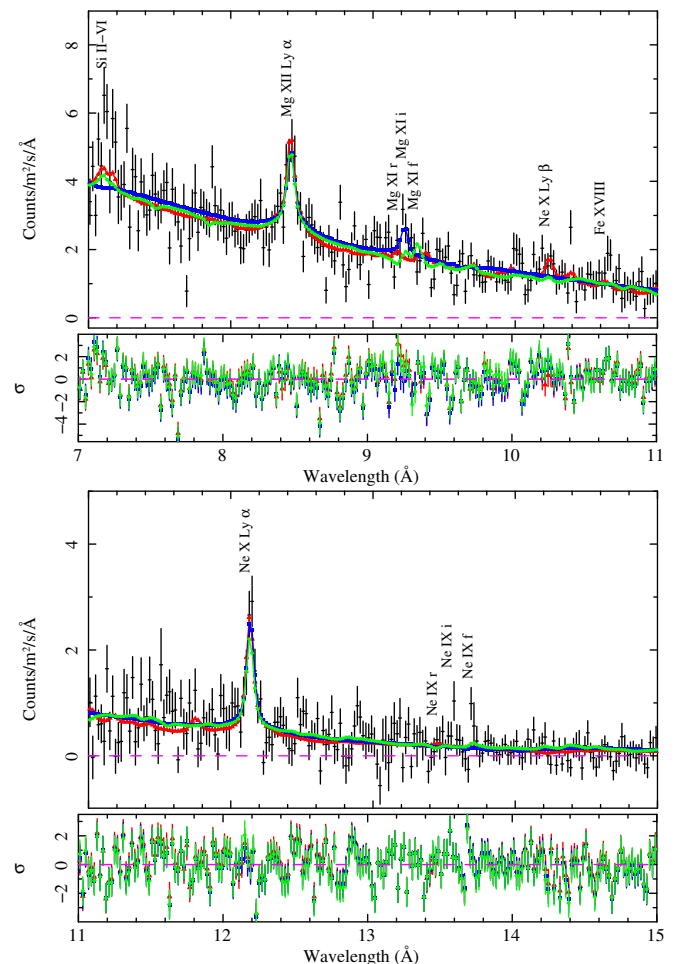 Counts/m²/s/Å
8
6
4
2
0
Si II−VI
Mg XII Ly α
Mg XI r
Mg XI i
Mg XI f
Ne X Ly β
Fe XVIII
σ
2
0
−2
−4
7 8 9 10 11
Wavelength (Å)
Counts/m²/s/Å
4
2
0
Ne X Ly α
Ne IX r
Ne IX i
Ne IX f
σ
2
0
−2
11 12 13 14 15
Wavelength (Å)